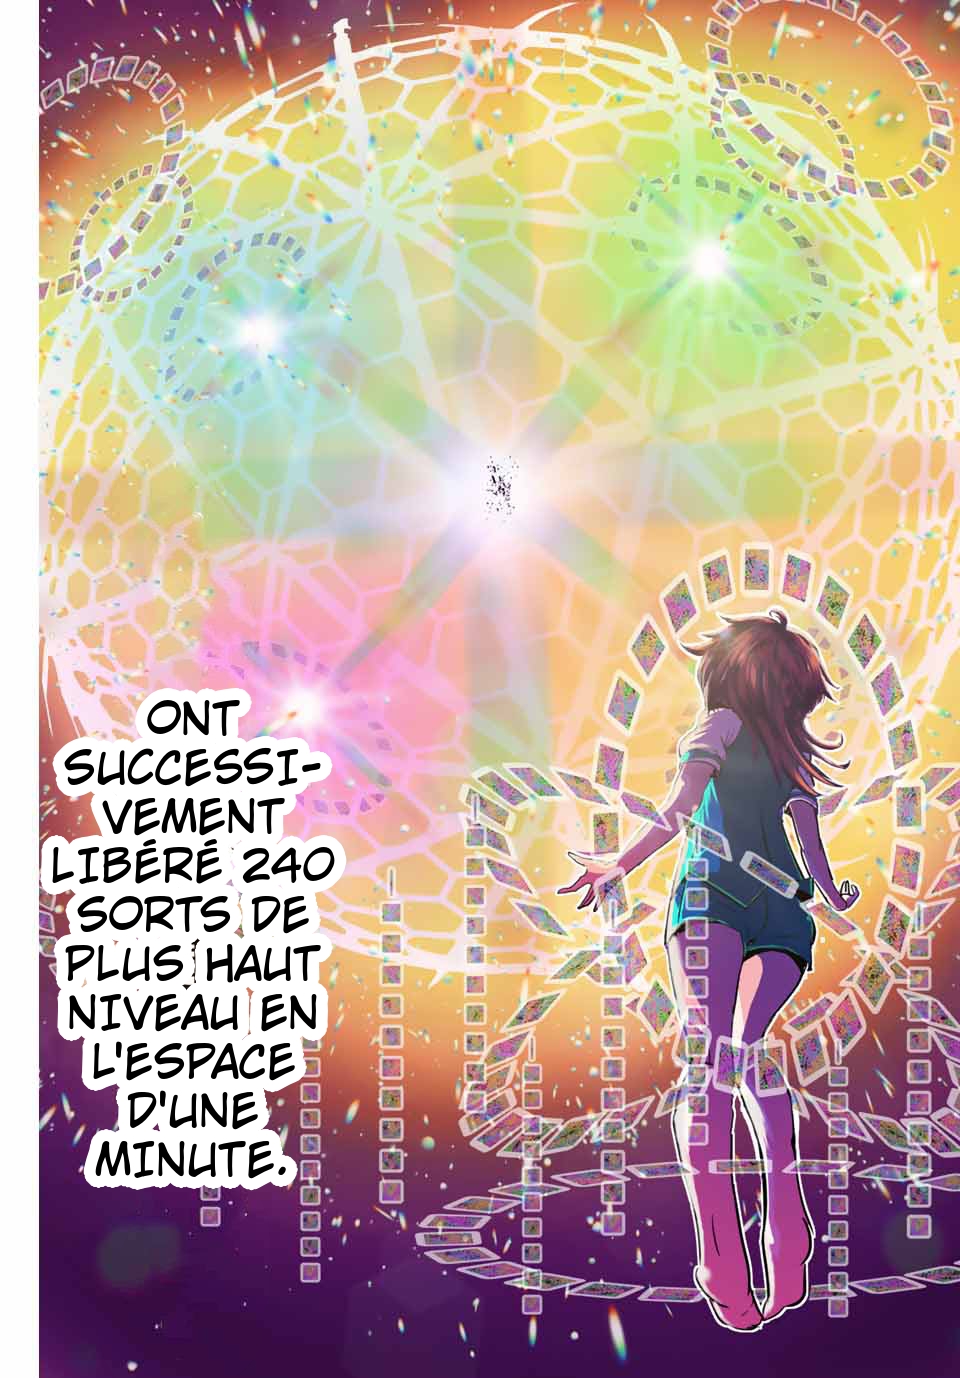 ONT
SUCCESSI-
VEMENT
LIBÉRÉ 240
SORTS DE
PLUS HAUT
NIVEAU EN
L'ESPACE
D'UNE
MINUTE.